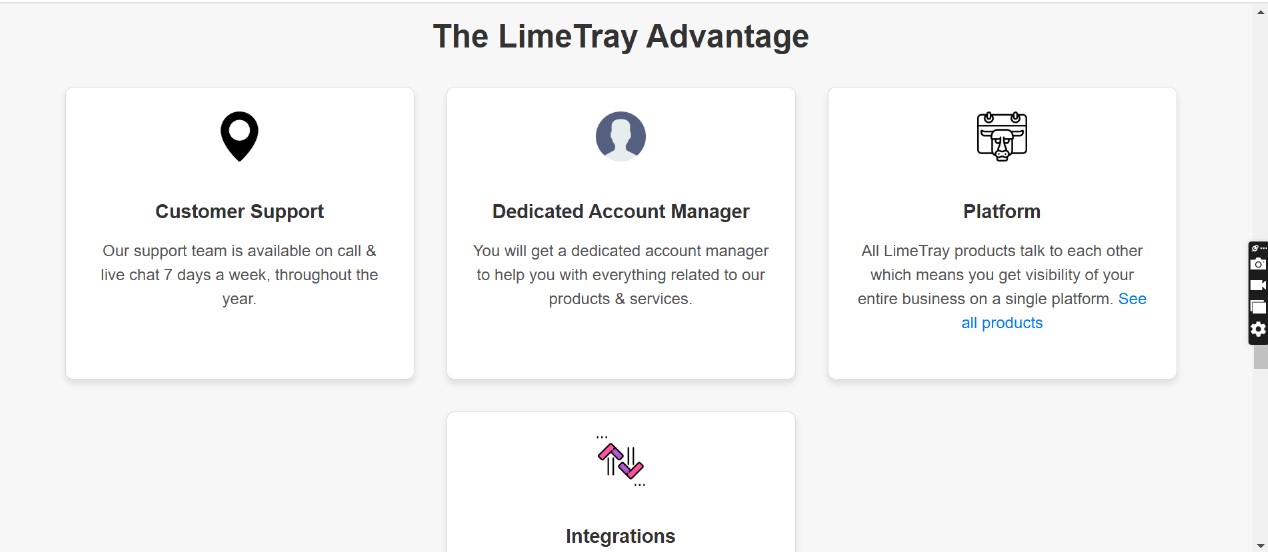 The LimeTray Advantage
Customer Support
Our support team is available on call &
live chat 7 days a week, throughout the
year.
Dedicated Account Manager
You will get a dedicated account manager
to help you with everything related to our
products & services.
Platform
All LimeTray products talk to each other
which means you get visibility of your
entire business on a single platform. See
all products
Integrations